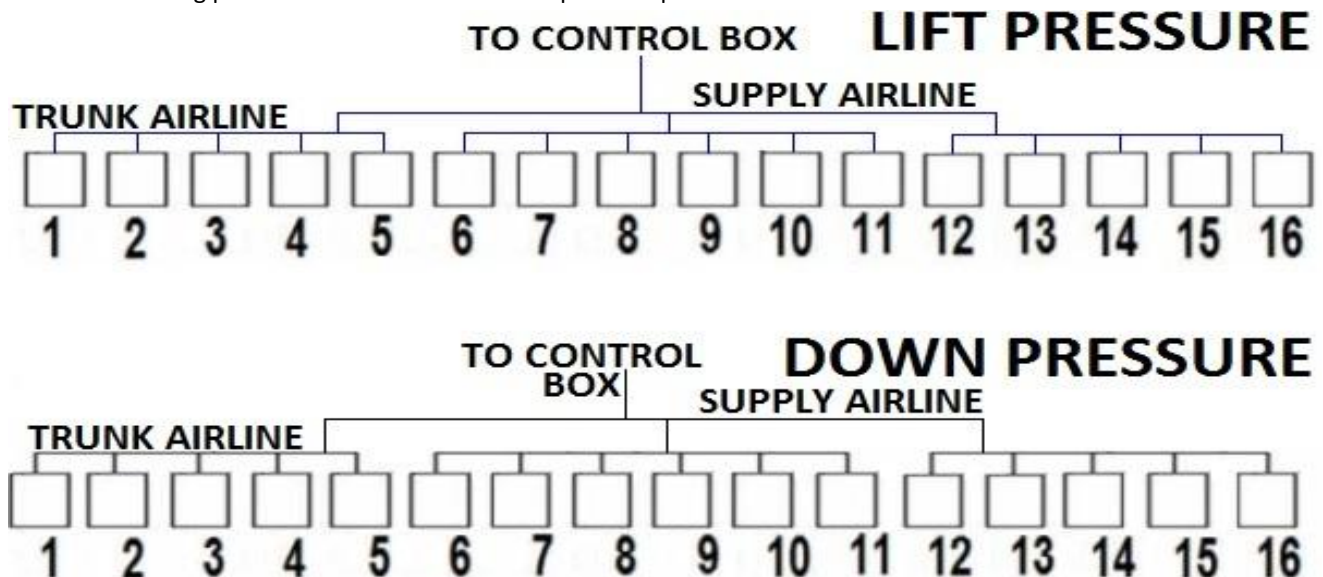 TO CONTROL BOX LIFT PRESSURE
TRUNK AIRLINE SUPPLY AIRLINE
1 2 3 4 5 6 7 8 9 10 11 12 13 14 15 16
TO CONTROL BOX DOWN PRESSURE
SUPPLY AIRLINE
TRUNK AIRLINE
1 2 3 4 5 6 7 8 9 10 11 12 13 14 15 16